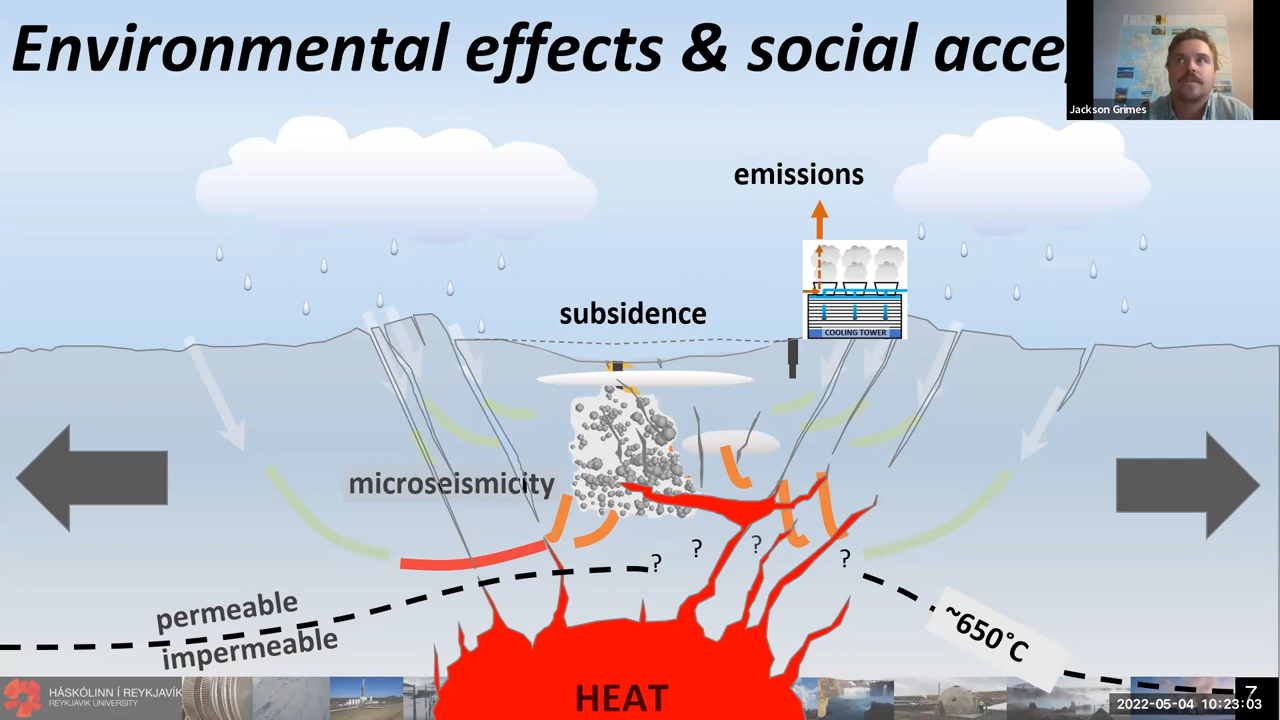 Environmental effects & social acce
Jackson Grimes
emissions
subsidence
COOLING TOWER
microseismicity
? ? ? ?
permeable
impermeable
~650˚C
HEAT
HÁSKÓLINN Í REYKJAVÍK
REYKJAVIK UNIVERSITY
7
2022-05-04 10:23:03